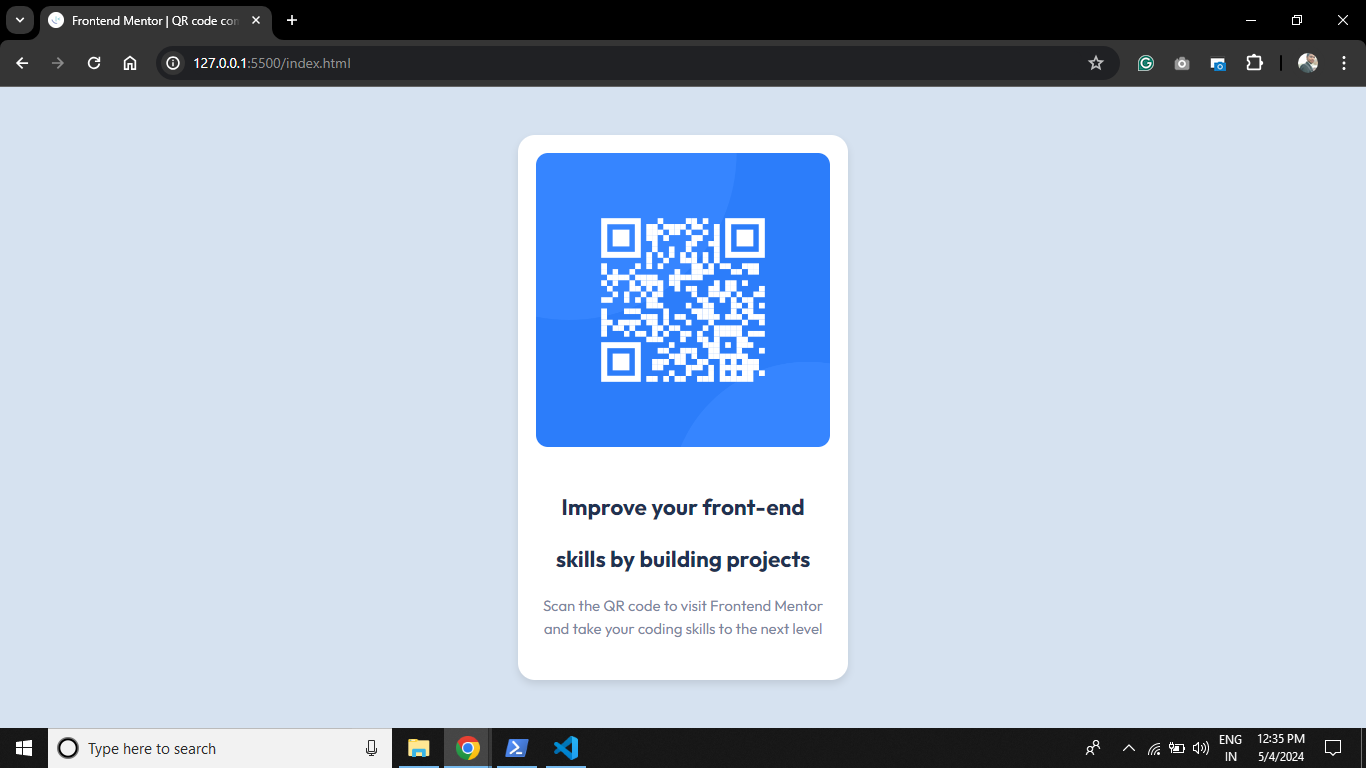 Frontend Mentor | QR code con
127.0.0.1:5500/index.html
Improve your front-end
skills by building projects
Scan the QR code to visit Frontend Mentor
and take your coding skills to the next level
Type here to search
ENG
IN
12:35 PM
5/4/2024